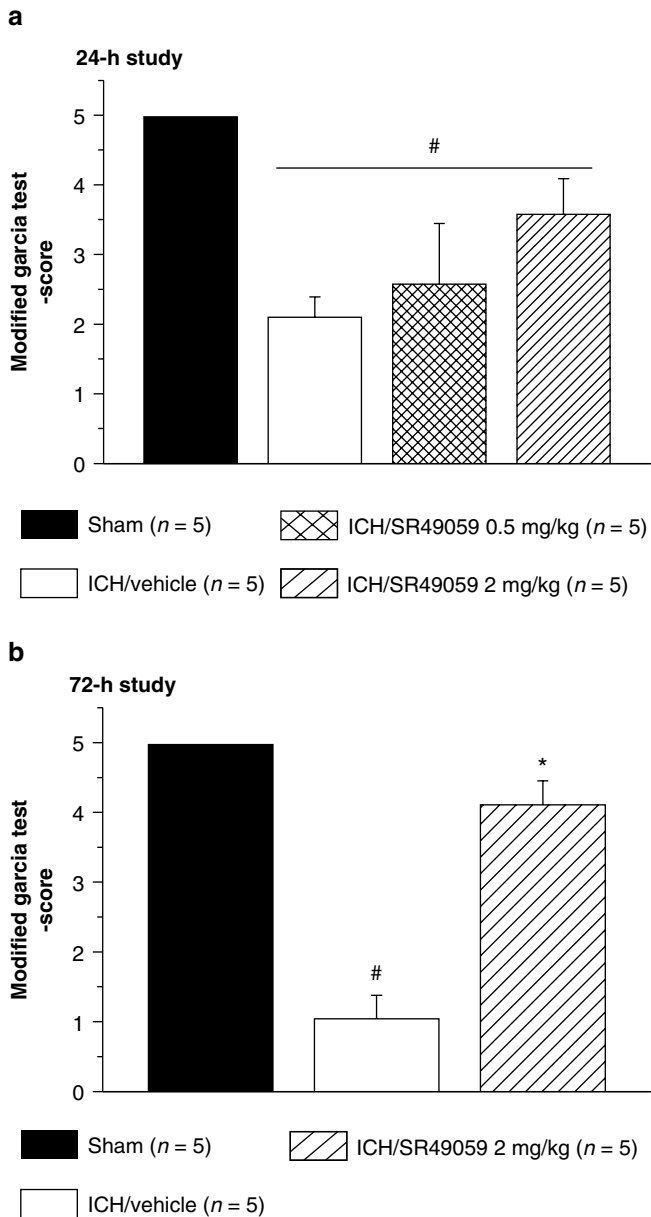 a
24-h study
5
4
3
2
1
0
Modified garcia test
-score
#
Sham (n = 5)
ICH/SR49059 0.5 mg/kg (n = 5)
ICH/vehicle (n = 5)
ICH/SR49059 2 mg/kg (n = 5)
b
72-h study
5
4
3
2
1
0
Modified garcia test
-score
#
*
Sham (n = 5)
ICH/SR49059 2 mg/kg (n = 5)
ICH/vehicle (n = 5)